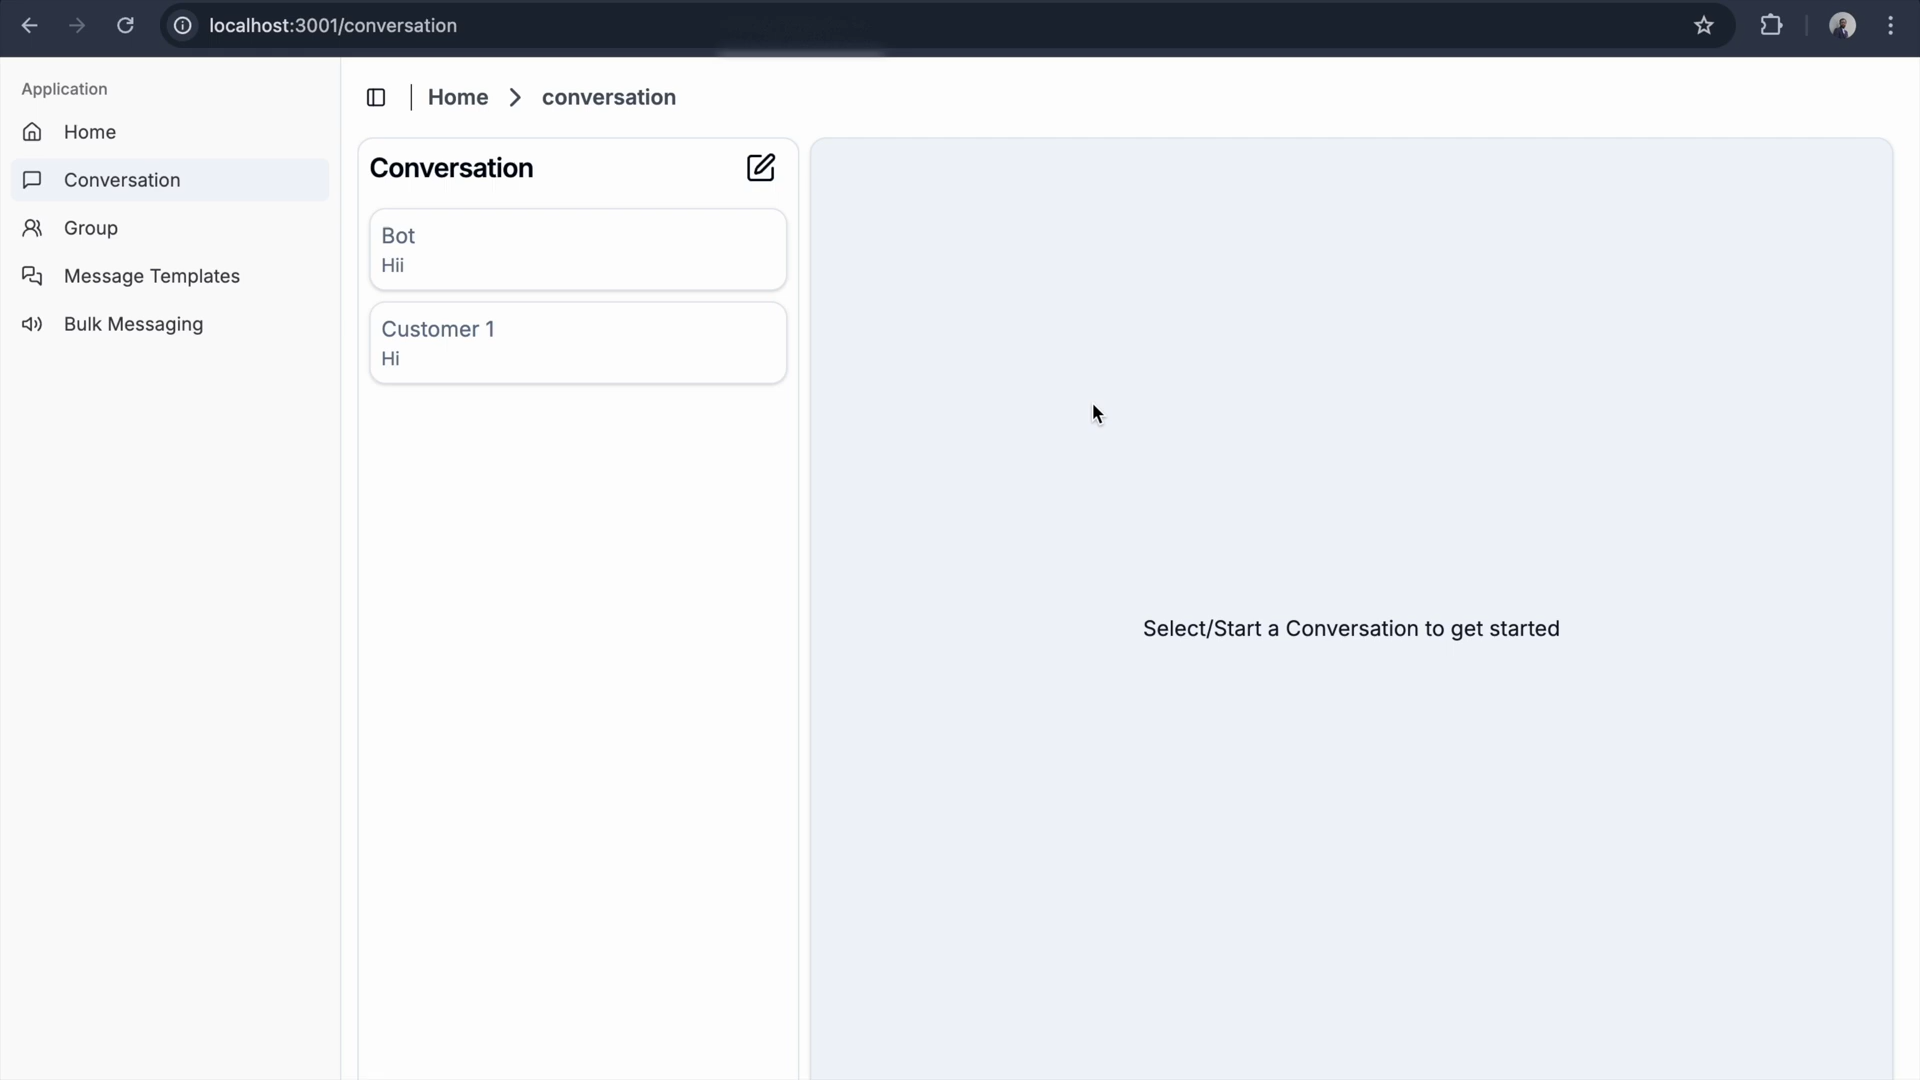 localhost:3001/conversation
Application
Home
Conversation
Group
Message Templates
Bulk Messaging
Home > conversation
Conversation
Bot
Hii
Customer 1
Hi
Select/Start a Conversation to get started